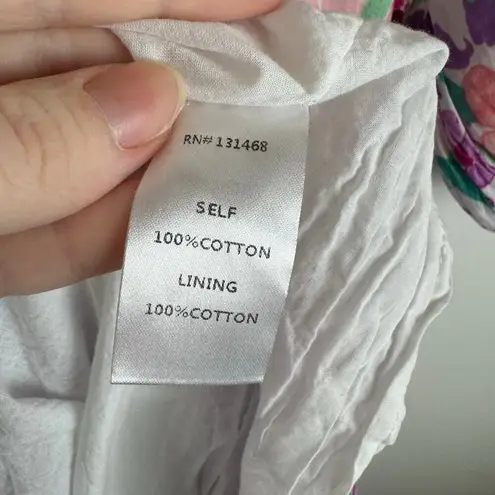 RN# 131468
SELF
100%COTTON
LINING
100%COTTON